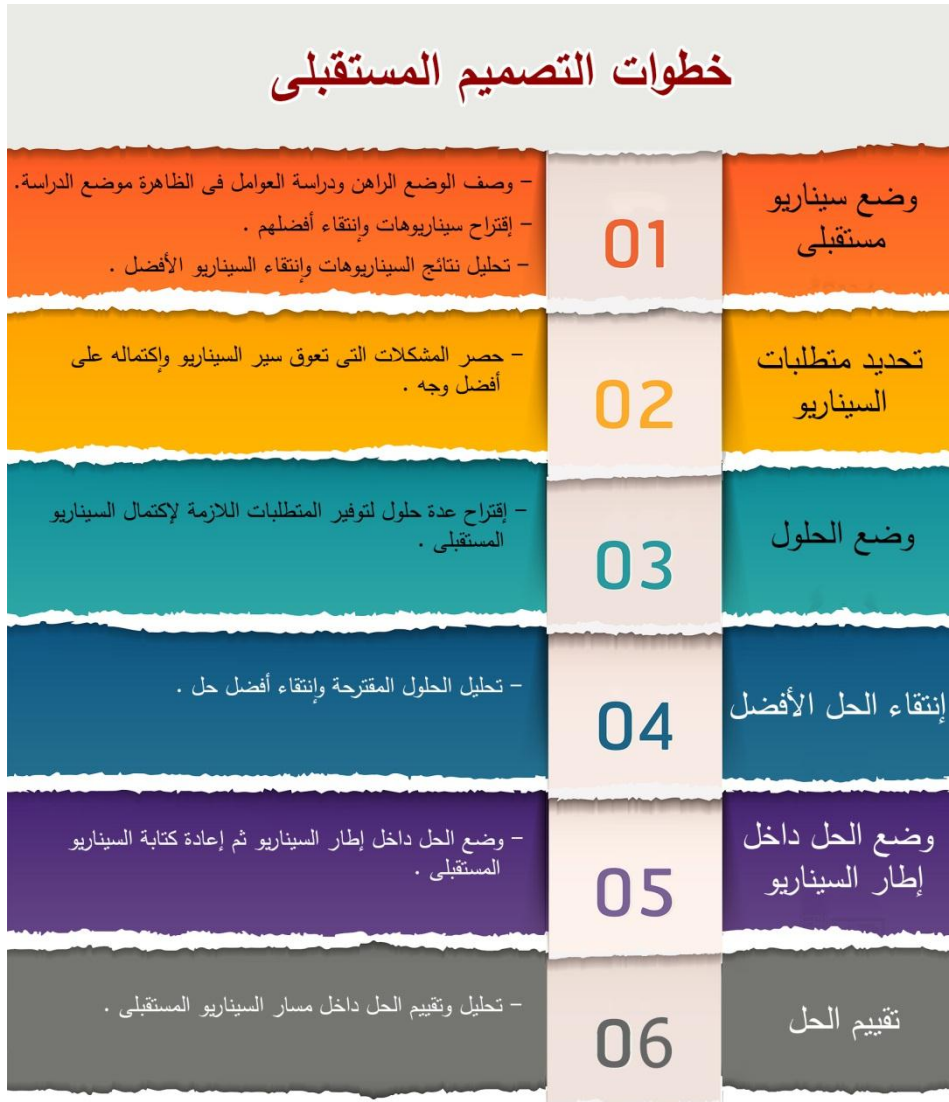 خطوات التصميم المستقبلى
وضع سيناريو
مستقبلى
01
- وصف الوضع الراهن ودراسة العوامل فى الظاهرة موضع الدراسة.
- إقتراح سيناريوهات وإنتقاء أفضلهم .
- تحليل نتائج السيناريوهات وإنتقاء السيناريو الأفضل .
تحديد متطلبات
السيناريو
02
- حصر المشكلات التى تعوق سير السيناريو وإكتماله على
أفضل وجه .
وضع الحلول
03
- إقتراح عدة حلول لتوفير المتطلبات اللازمة لإكتمال السيناريو
المستقبلى .
إنتقاء الحل الأفضل
04
- تحليل الحلول المقترحة وإنتقاء أفضل حل .
وضع الحل داخل
إطار السيناريو
05
- وضع الحل داخل إطار السيناريو ثم إعادة كتابة السيناريو
المستقبلى .
تقييم الحل
06
- تحليل وتقييم الحل داخل مسار السيناريو المستقبلى .